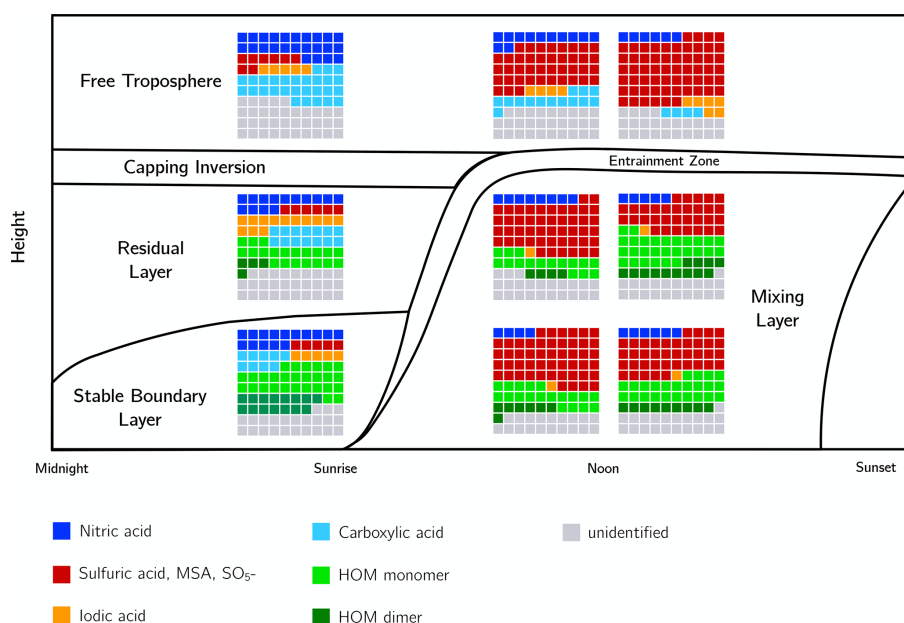 Free Troposphere
Capping Inversion
Entrainment Zone
Height
Residual
Layer
Mixing
Layer
Stable Boundary
Layer
Midnight
Sunrise
Noon
Sunset
Nitric acid
Carboxylic acid
unidentified
Sulfuric acid, MSA, SO₅-
HOM monomer
Iodic acid
HOM dimer